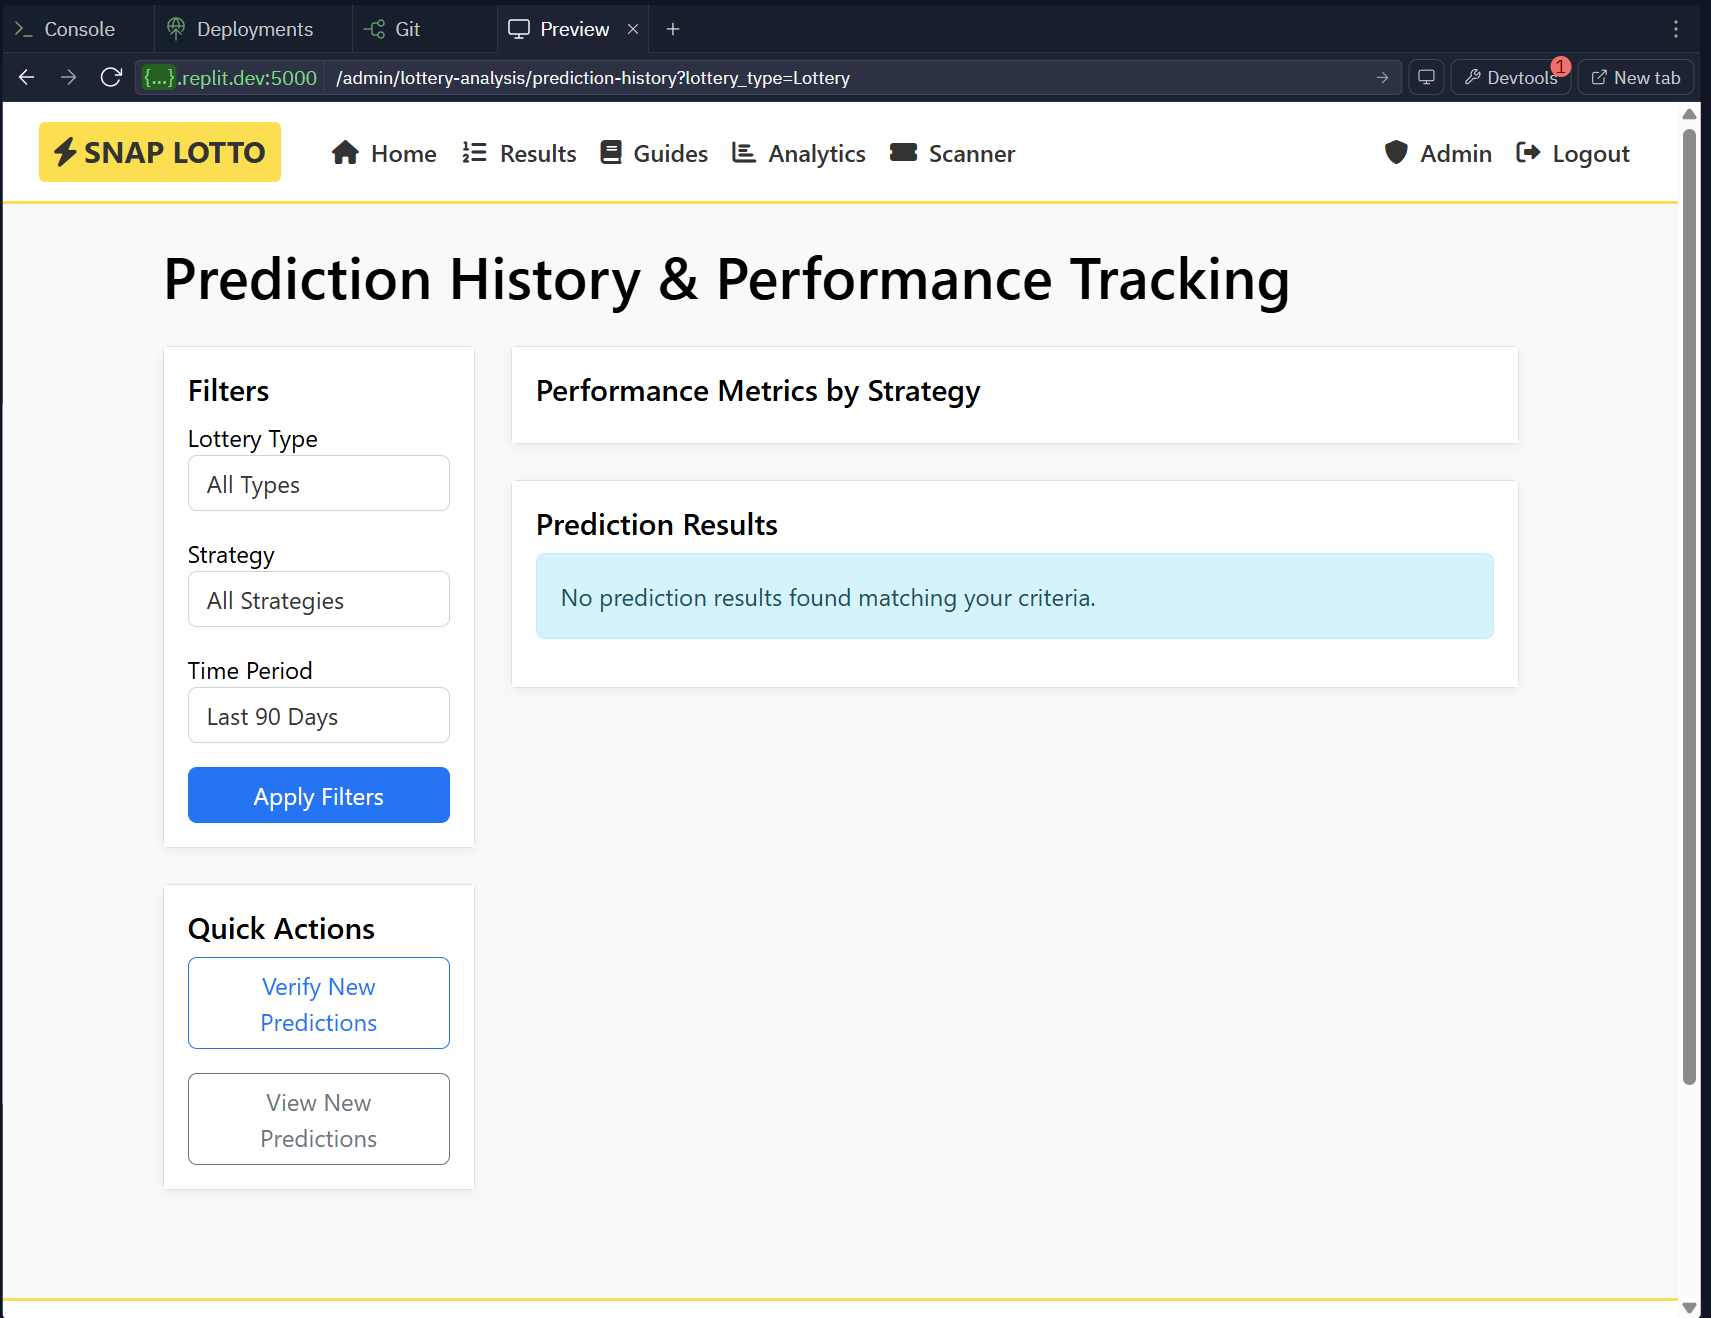 Console
Deployments
Git
Preview
{...}.replit.dev:5000
/admin/lottery-analysis/prediction-history?lottery_type=Lottery
Devtools
1
New tab
SNAP LOTTO
Home
Results
Guides
Analytics
Scanner
Admin
Logout
Prediction History & Performance Tracking
Filters
Lottery Type
All Types
Strategy
All Strategies
Time Period
Last 90 Days
Apply Filters
Quick Actions
Verify New
Predictions
View New
Predictions
Performance Metrics by Strategy
Prediction Results
No prediction results found matching your criteria.